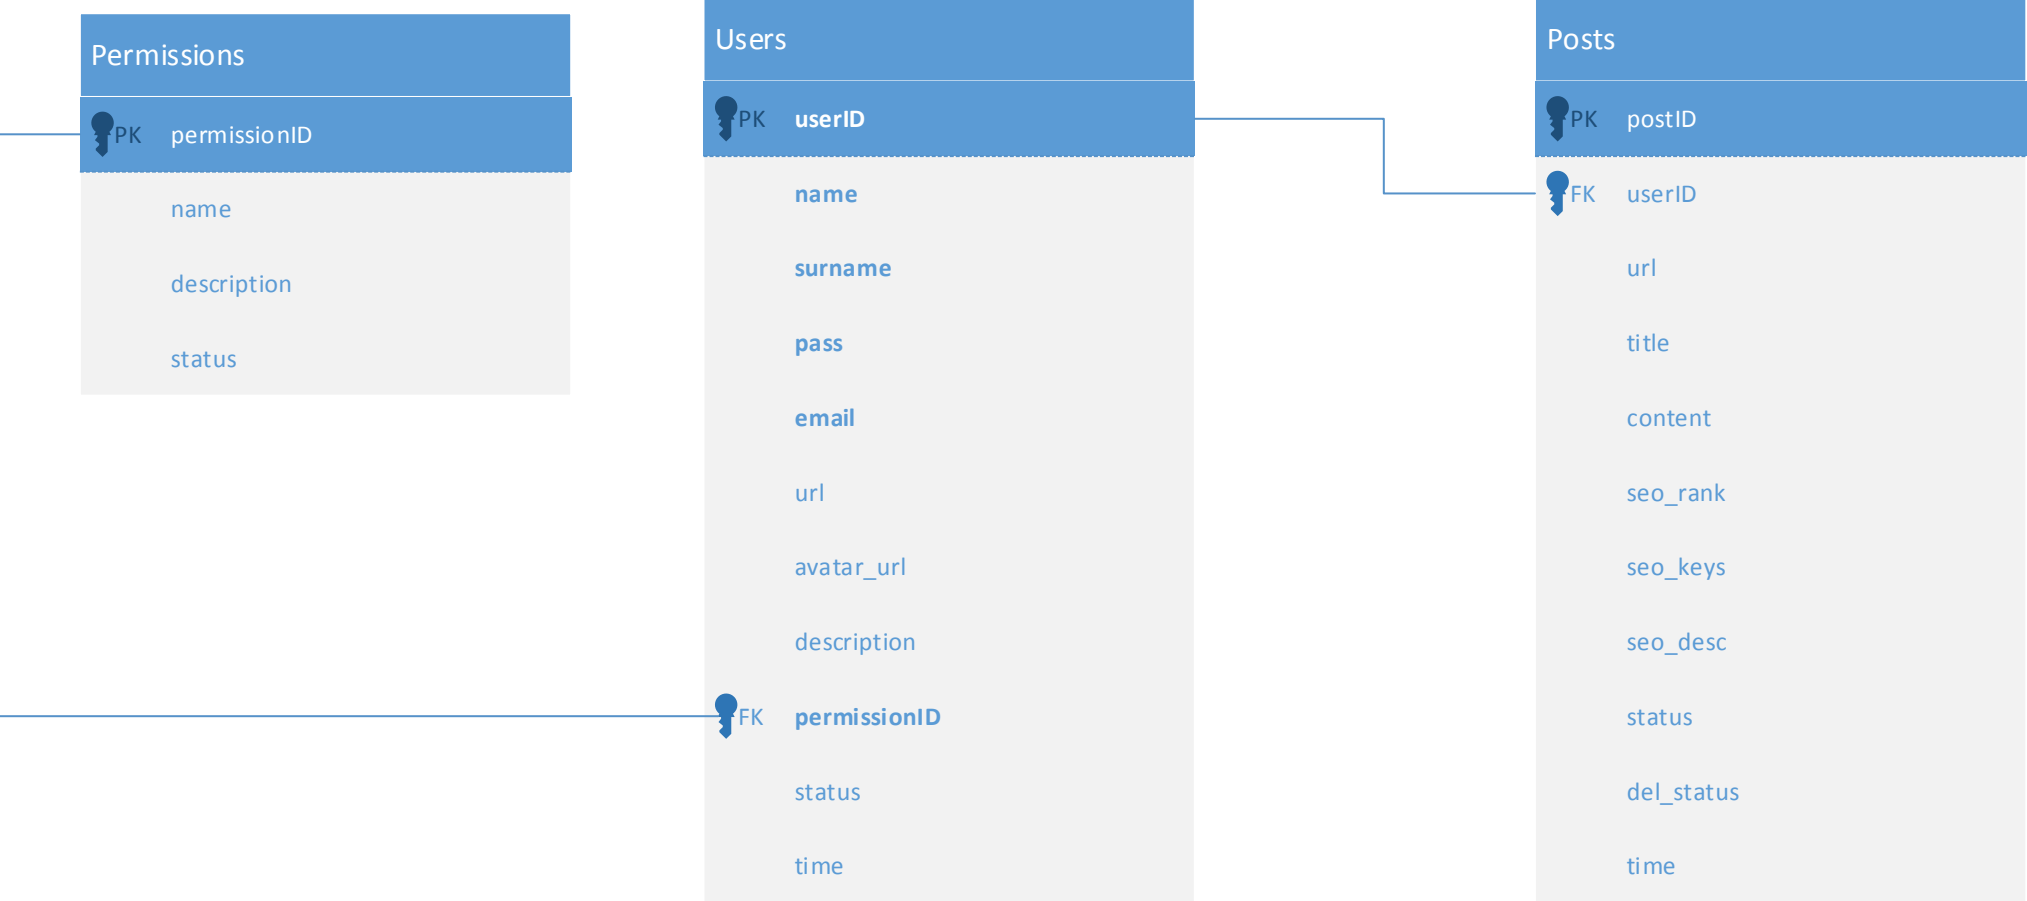 Permissions
PK permissionID
name
description
status
Users
PK userID
name
surname
pass
email
url
avatar_url
description
FK permissionID
status
time
Posts
PK postID
FK userID
url
title
content
seo_rank
seo_keys
seo_desc
status
del_status
time